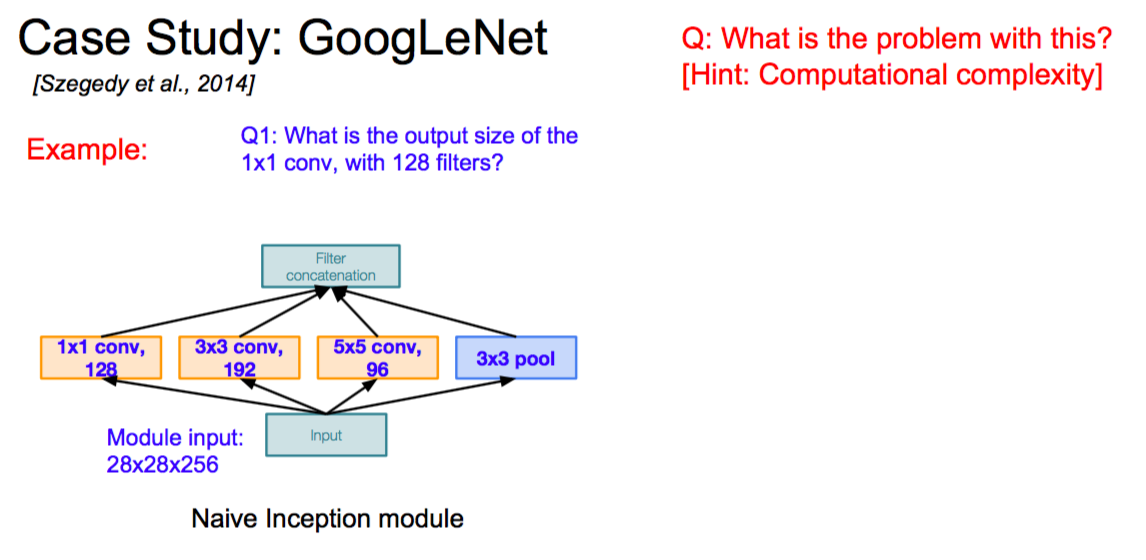 Case Study: GoogLeNet
[Szegedy et al., 2014]
Q: What is the problem with this?
[Hint: Computational complexity]
Example:
Q1: What is the output size of the
1x1 conv, with 128 filters?
Filter
concatenation
1x1 conv,
128
3x3 conv,
192
5x5 conv,
96
3x3 pool
Input
Module input:
28x28x256
Naive Inception module